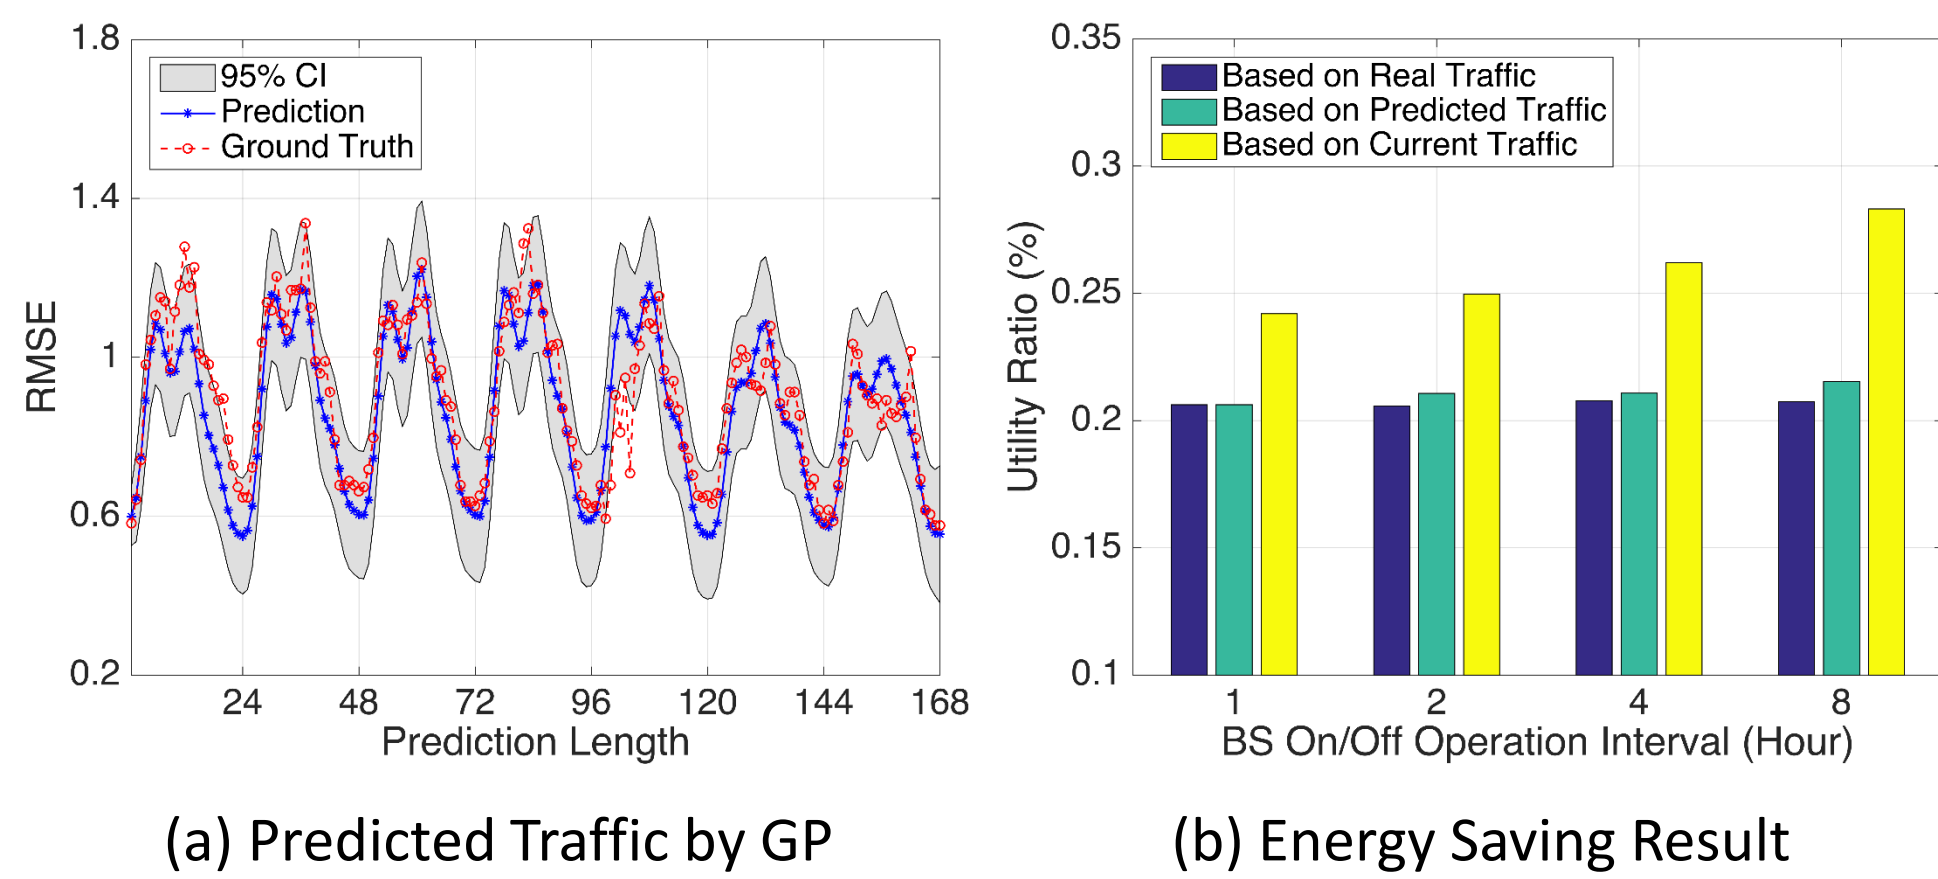 1.8
1.4
1
0.6
0.2
RMSE
95% CI
Prediction
Ground Truth
24 48 72 96 120 144 168
Prediction Length
(a) Predicted Traffic by GP
0.35
0.3
0.25
0.2
0.15
0.1
Utility Ratio (%)
Based on Real Traffic
Based on Predicted Traffic
Based on Current Traffic
1 2 4 8
BS On/Off Operation Interval (Hour)
(b) Energy Saving Result